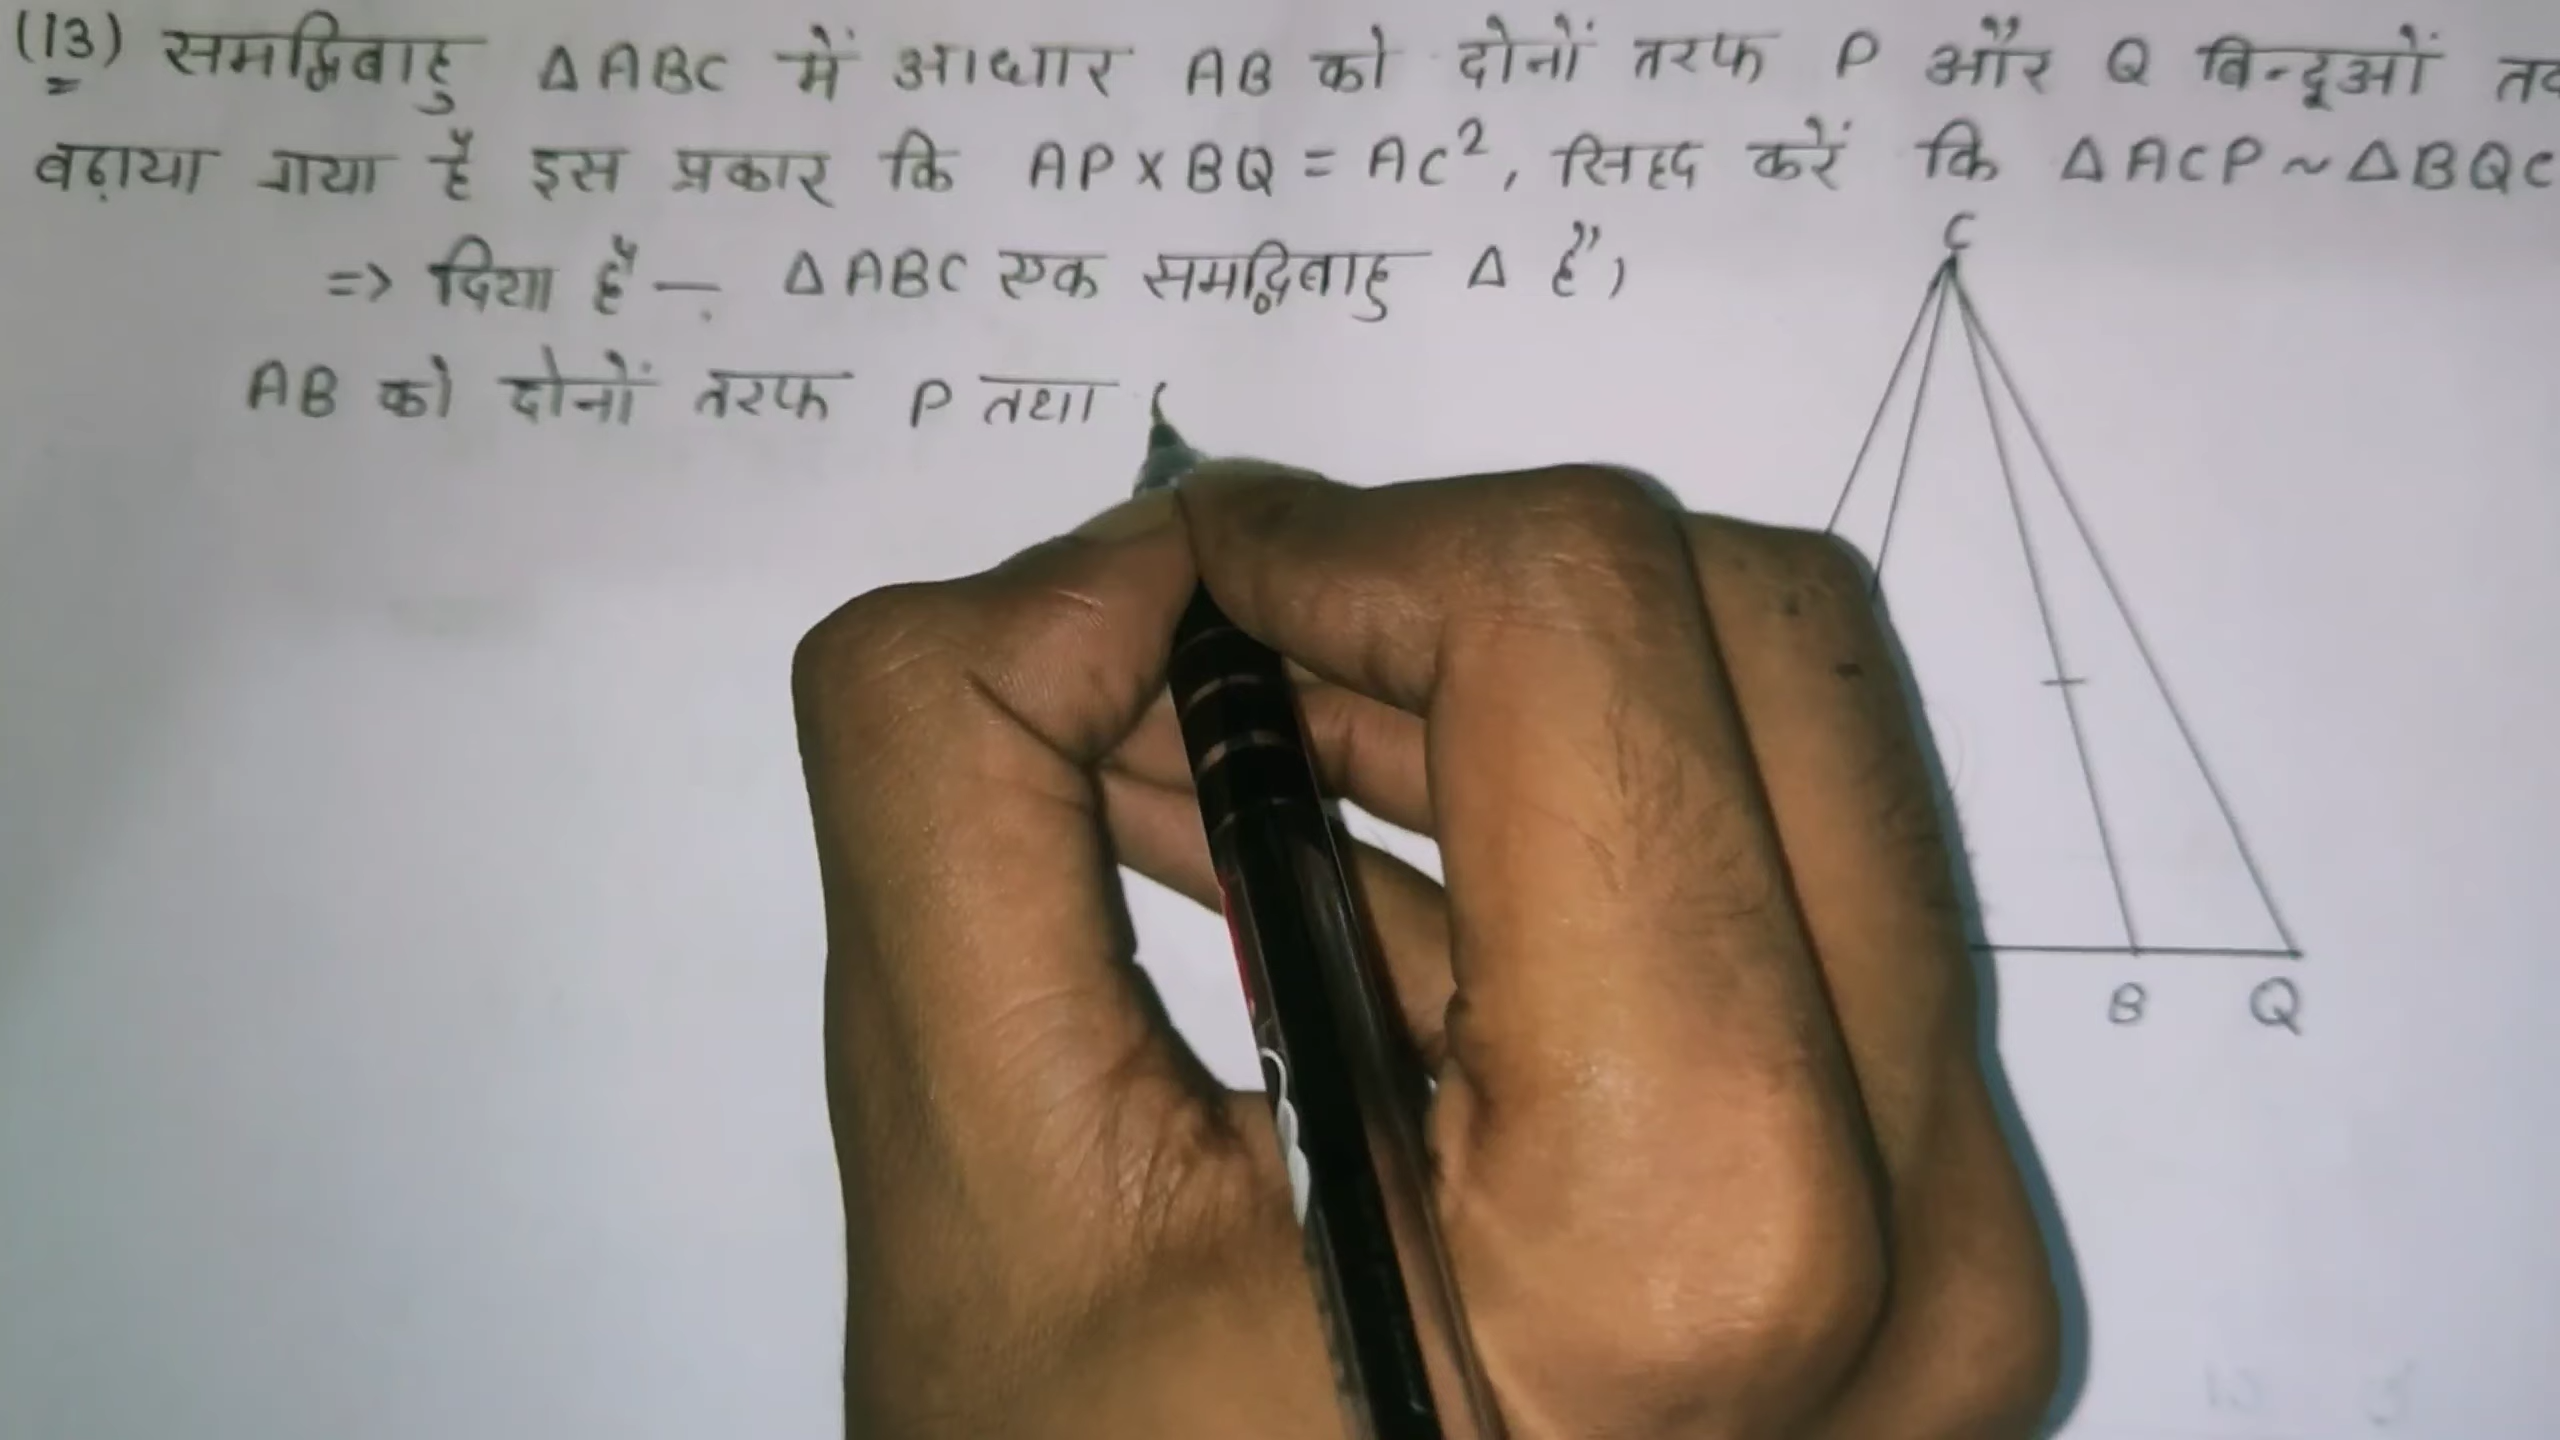 (13) समद्विबाहु ΔABC में आधार AB को दोनों तरफ P और Q बिन्दूओं तक
बढ़ाया गया है इस प्रकार कि AP×BQ = AC², सिद्द करें कि ΔACP ~ ΔBQC
=> दिया है — ΔABC एक समद्विबाहु Δ है,
AB को दोनों तरफ P तथा
C
B Q